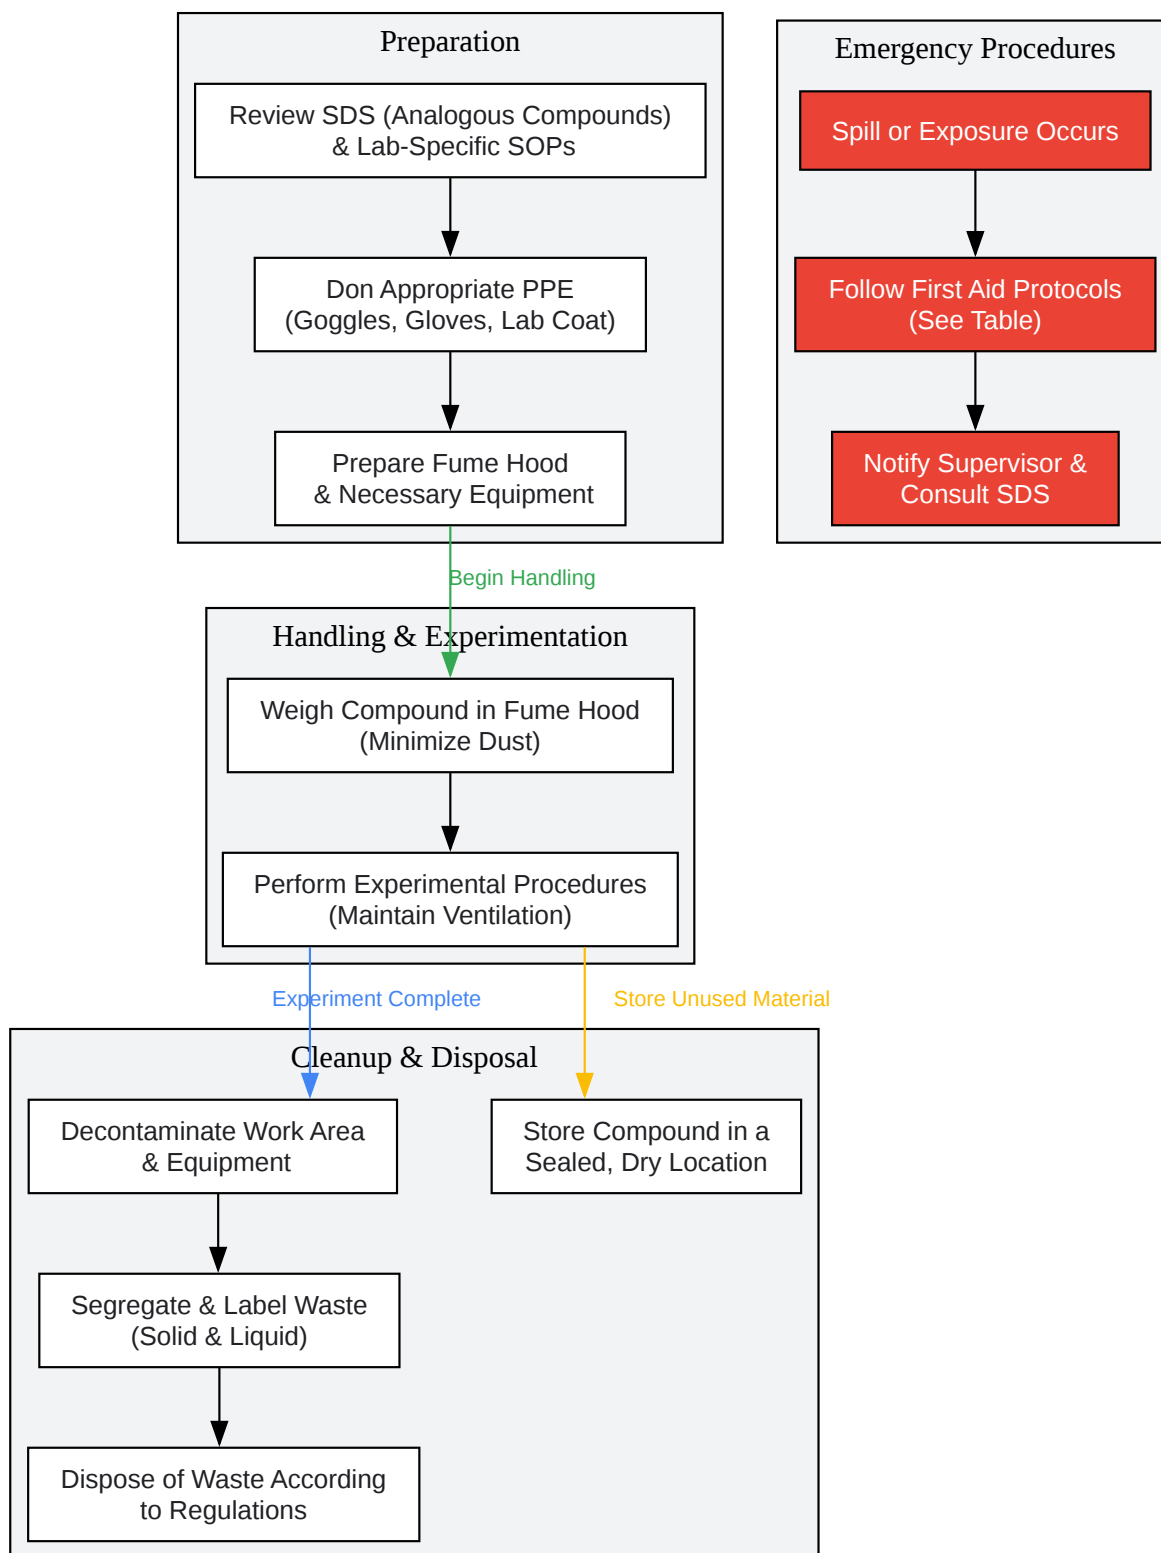 Preparation
Review SDS (Analogous Compounds)
& Lab-Specific SOPs
Don Appropriate PPE
(Goggles, Gloves, Lab Coat)
Prepare Fume Hood
& Necessary Equipment
Emergency Procedures
Spill or Exposure Occurs
Follow First Aid Protocols
(See Table)
Notify Supervisor &
Consult SDS
Begin Handling
Handling & Experimentation
Weigh Compound in Fume Hood
(Minimize Dust)
Perform Experimental Procedures
(Maintain Ventilation)
Experiment Complete
Store Unused Material
Cleanup & Disposal
Decontaminate Work Area
& Equipment
Store Compound in a
Sealed, Dry Location
Segregate & Label Waste
(Solid & Liquid)
Dispose of Waste According
to Regulations